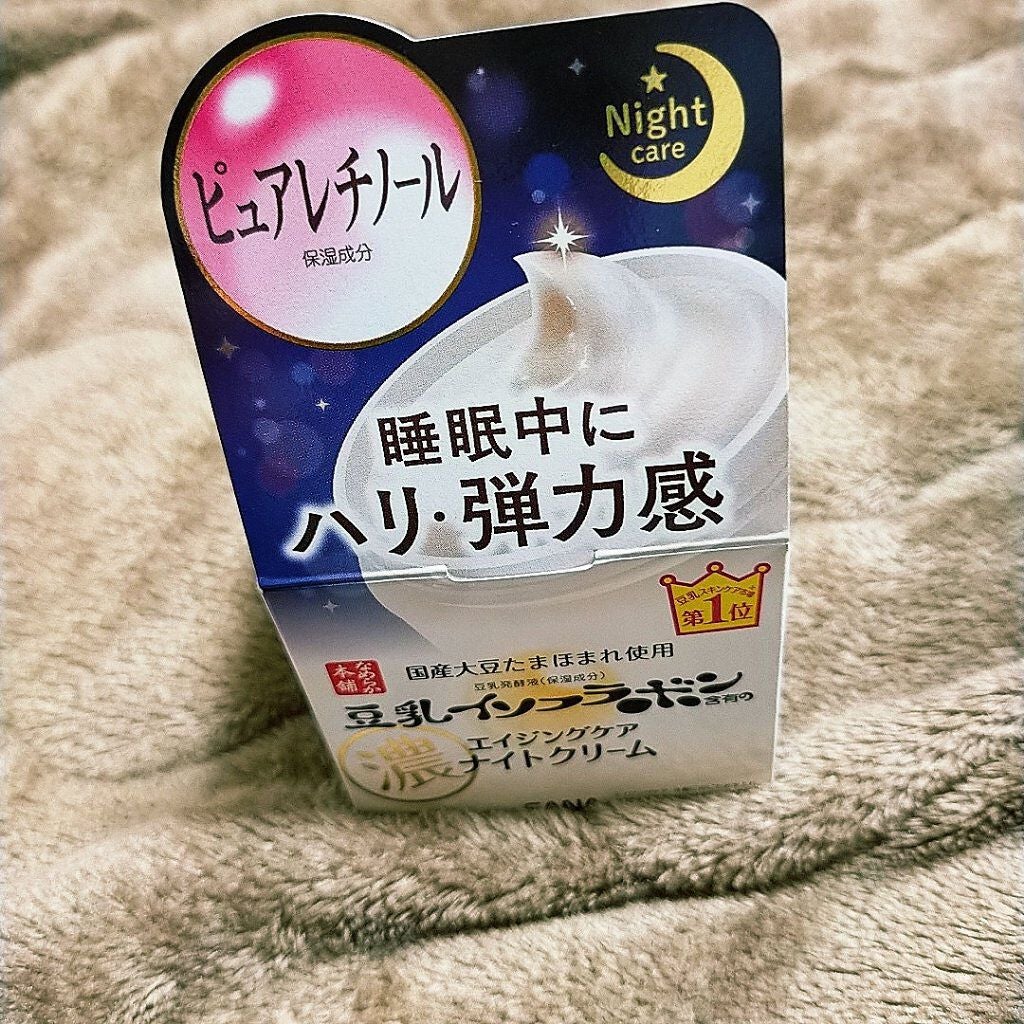 ピュアレチノール
保湿成分
Night
care
睡眠中に
ハリ・弾力感
豆乳スキンケア市場
第1位
なめらか
本舗
国産大豆たまほまれ使用
豆乳発酵液(保湿成分)
豆乳イソフラボン含有の
濃
エイジングケア
ナイトクリーム